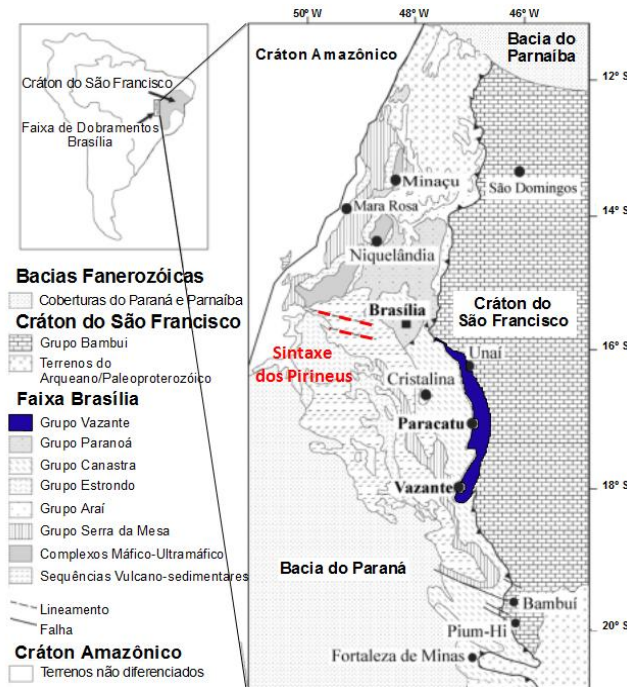 50° W
48° W
46° W
Cráton Amazônico
Bacia do
Parnaíba
12° S
Cráton do São Francisco
Faixa de Dobramentos
Brasília
Minaçu
São Domingos
Mara Rosa
14° S
Niquelândia
Bacias Fanerozóicas
Coberturas do Paraná e Parnaíba
Cráton do São Francisco
Grupo Bambui
Terrenos do
Arqueano/Paleoproterozóico
Faixa Brasília
Grupo Vazante
Grupo Paranoá
Grupo Canastra
Grupo Estrondo
Grupo Araí
Grupo Serra da Mesa
Complexos Máfico-Ultramáfico
Sequências Vulcano-sedimentares
Lineamento
Falha
Cráton Amazônico
Terrenos não diferenciados
Brasília
Cráton do
São Francisco
Sintaxe
dos Pirineus
16° S
Unaí
Cristalina
Paracatu
Vazante
18° S
Bacia do Paraná
Bambuí
Pium-Hi
20° S
Fortaleza de Minas